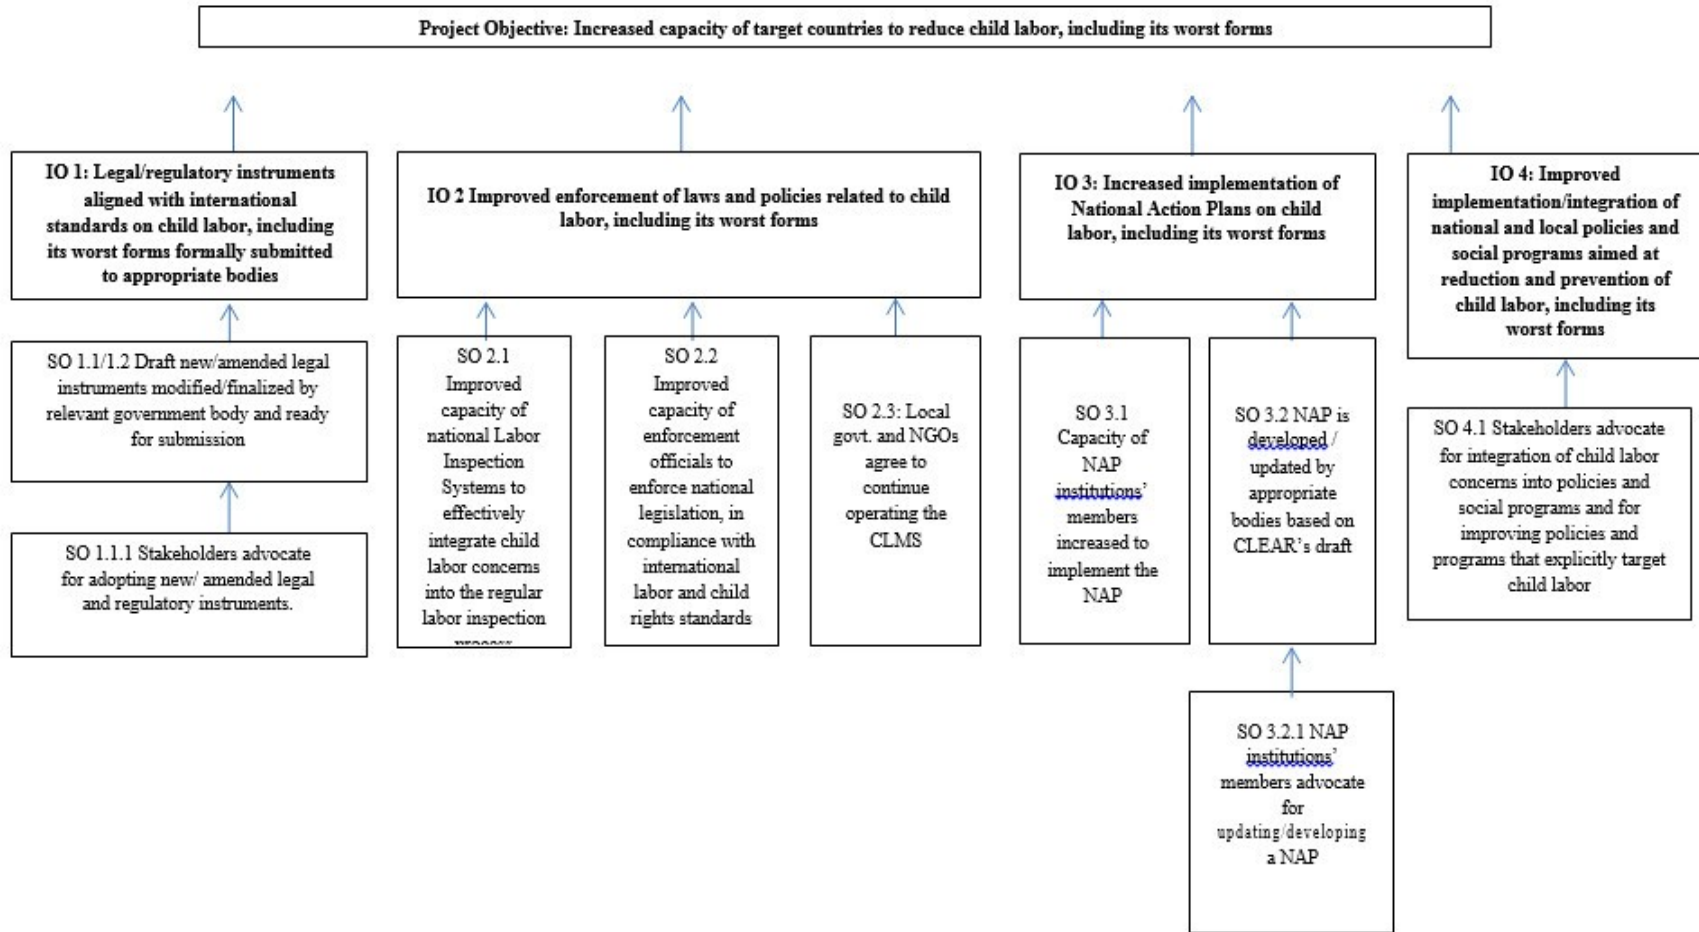 Project Objective: Increased capacity of target countries to reduce child labor, including its worst forms
IO 1: Legal/regulatory instruments
aligned with international
standards on child labor, including
its worst forms formally submitted
to appropriate bodies
IO 2 Improved enforcement of laws and policies related to child
labor, including its worst forms
IO 3: Increased implementation of
National Action Plans on child
labor, including its worst forms
IO 4: Improved
implementation/integration of
national and local policies and
social programs aimed at
reduction and prevention of
child labor, including its
worst forms
SO 1.1/1.2 Draft new/amended legal
instruments modified/finalized by
relevant government body and ready
for submission
SO 1.1.1 Stakeholders advocate
for adopting new/ amended legal
and regulatory instruments.
SO 2.1
Improved
capacity of
national Labor
Inspection
Systems to
effectively
integrate child
labor concerns
into the regular
labor inspection
process
SO 2.2
Improved
capacity of
enforcement
officials to
enforce national
legislation, in
compliance with
international
labor and child
rights standards
SO 2.3: Local
govt. and NGOs
agree to
continue
operating the
CLMS
SO 3.1
Capacity of
NAP
institutions’
members
increased to
implement the
NAP
SO 3.2 NAP is
developed /
updated by
appropriate
bodies based on
CLEAR’s draft
SO 3.2.1 NAP
institutions’
members advocate
for
updating/developing
a NAP
SO 4.1 Stakeholders advocate
for integration of child labor
concerns into policies and
social programs and for
improving policies and
programs that explicitly target
child labor